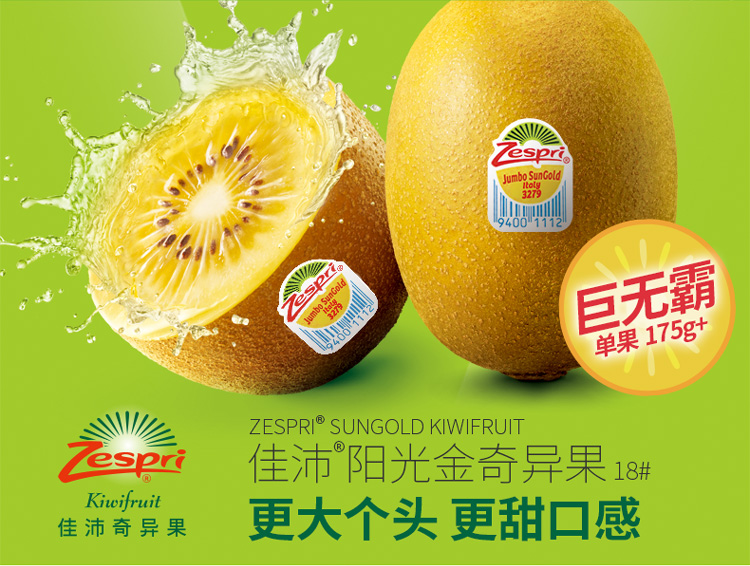 Zespri®
Jumbo SunGold
Italy
3279
9400 1112
Zespri®
Jumbo SunGold
Italy
3279
9400 1112
巨无霸
单果 175g+
Zespri®
Kiwifruit
佳沛奇异果
ZESPRI® SUNGOLD KIWIFRUIT
佳沛®阳光金奇异果 18#
更大个头 更甜口感